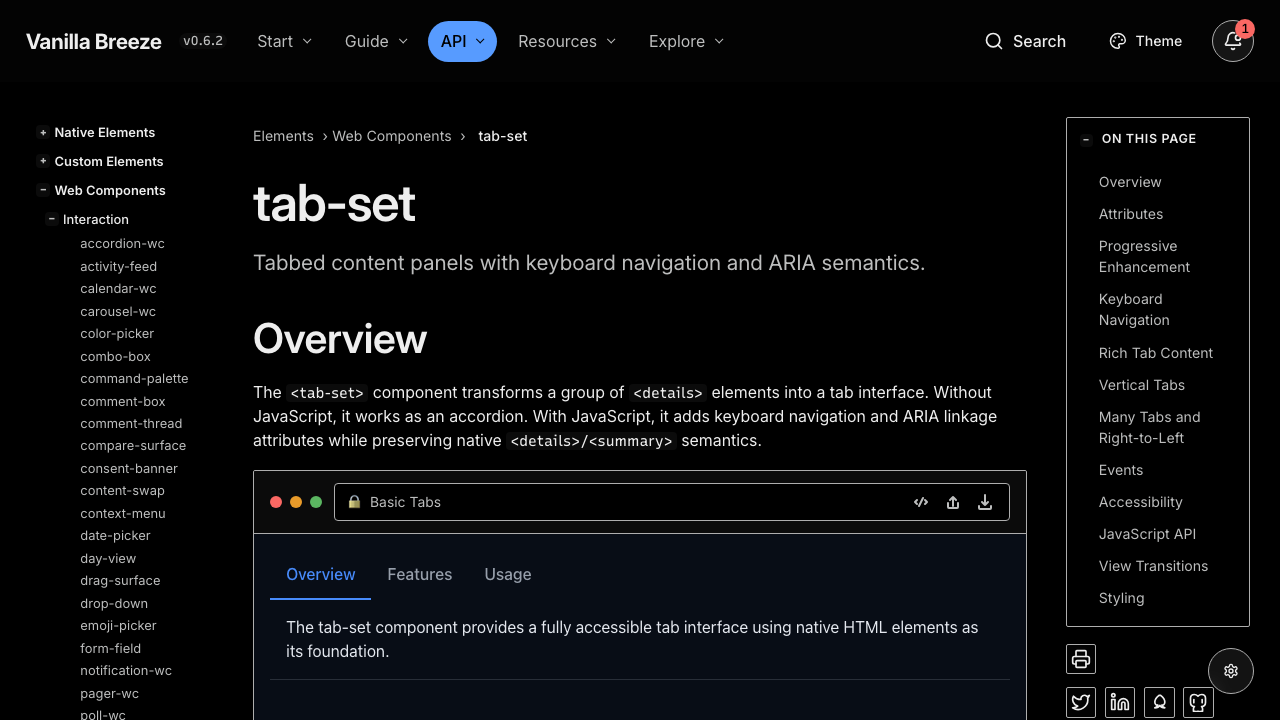 Vanilla Breeze
v0.6.2
Start
Guide
API
Resources
Explore
Search
Theme
1
+ Native Elements
+ Custom Elements
− Web Components
− Interaction
accordion-wc
activity-feed
calendar-wc
carousel-wc
color-picker
combo-box
command-palette
comment-box
comment-thread
compare-surface
consent-banner
content-swap
context-menu
date-picker
day-view
drag-surface
drop-down
emoji-picker
form-field
notification-wc
pager-wc
poll-wc
Elements › Web Components › tab-set
tab-set
Tabbed content panels with keyboard navigation and ARIA semantics.
Overview
The <tab-set> component transforms a group of <details> elements into a tab interface. Without
JavaScript, it works as an accordion. With JavaScript, it adds keyboard navigation and ARIA linkage
attributes while preserving native <details>/<summary> semantics.
Basic Tabs
Overview
Features
Usage
The tab-set component provides a fully accessible tab interface using native HTML elements as
its foundation.
− ON THIS PAGE
Overview
Attributes
Progressive
Enhancement
Keyboard
Navigation
Rich Tab Content
Vertical Tabs
Many Tabs and
Right-to-Left
Events
Accessibility
JavaScript API
View Transitions
Styling